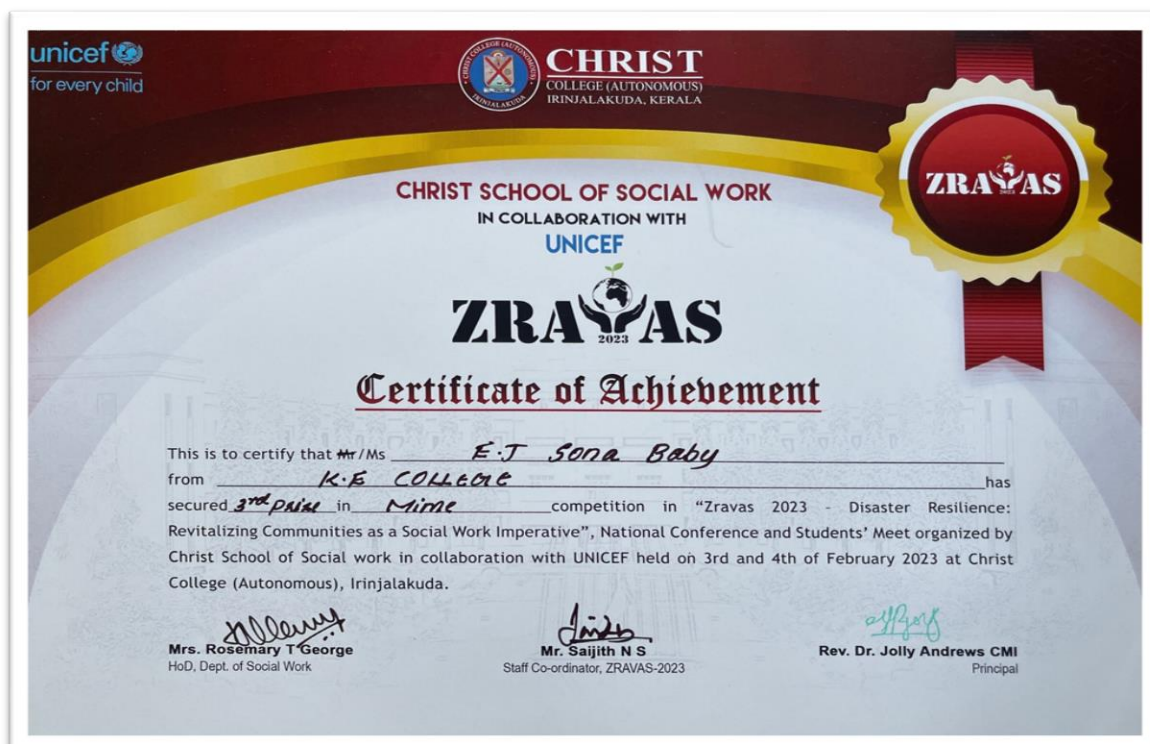 unicef
for every child
CHRIST COLLEGE (AUTONOMOUS)
IRINJALAKUDA
CHRIST
COLLEGE (AUTONOMOUS)
IRINJALAKUDA, KERALA
ZRAVAS
2023
CHRIST SCHOOL OF SOCIAL WORK
IN COLLABORATION WITH
UNICEF
ZRAVAS
2023
Certificate of Achievement
This is to certify that Mr/Ms E.J Sona Baby
from K.E COLLEGE has
secured 3rd Prize in Mime competition in "Zravas 2023 - Disaster Resilience:
Revitalizing Communities as a Social Work Imperative", National Conference and Students' Meet organized by
Christ School of Social work in collaboration with UNICEF held on 3rd and 4th of February 2023 at Christ
College (Autonomous), Irinjalakuda.
Mrs. Rosemary T George
HoD, Dept. of Social Work
Mr. Saijith N S
Staff Co-ordinator, ZRAVAS-2023
Rev. Dr. Jolly Andrews CMI
Principal